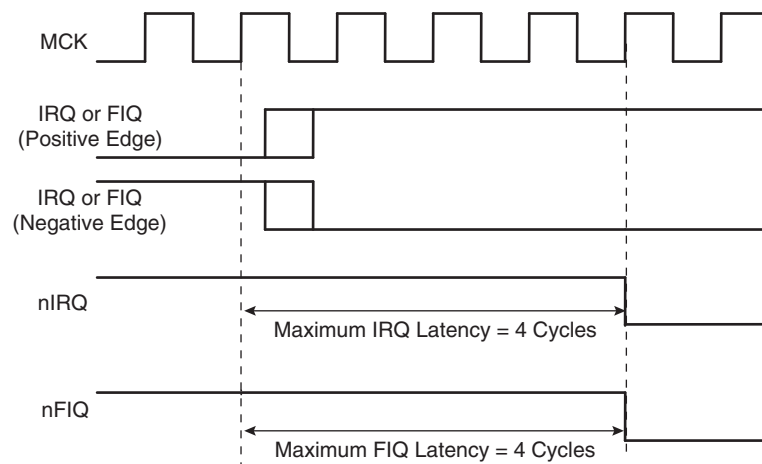 MCK
IRQ or FIQ
(Positive Edge)
IRQ or FIQ
(Negative Edge)
nIRQ
Maximum IRQ Latency = 4 Cycles
nFIQ
Maximum FIQ Latency = 4 Cycles